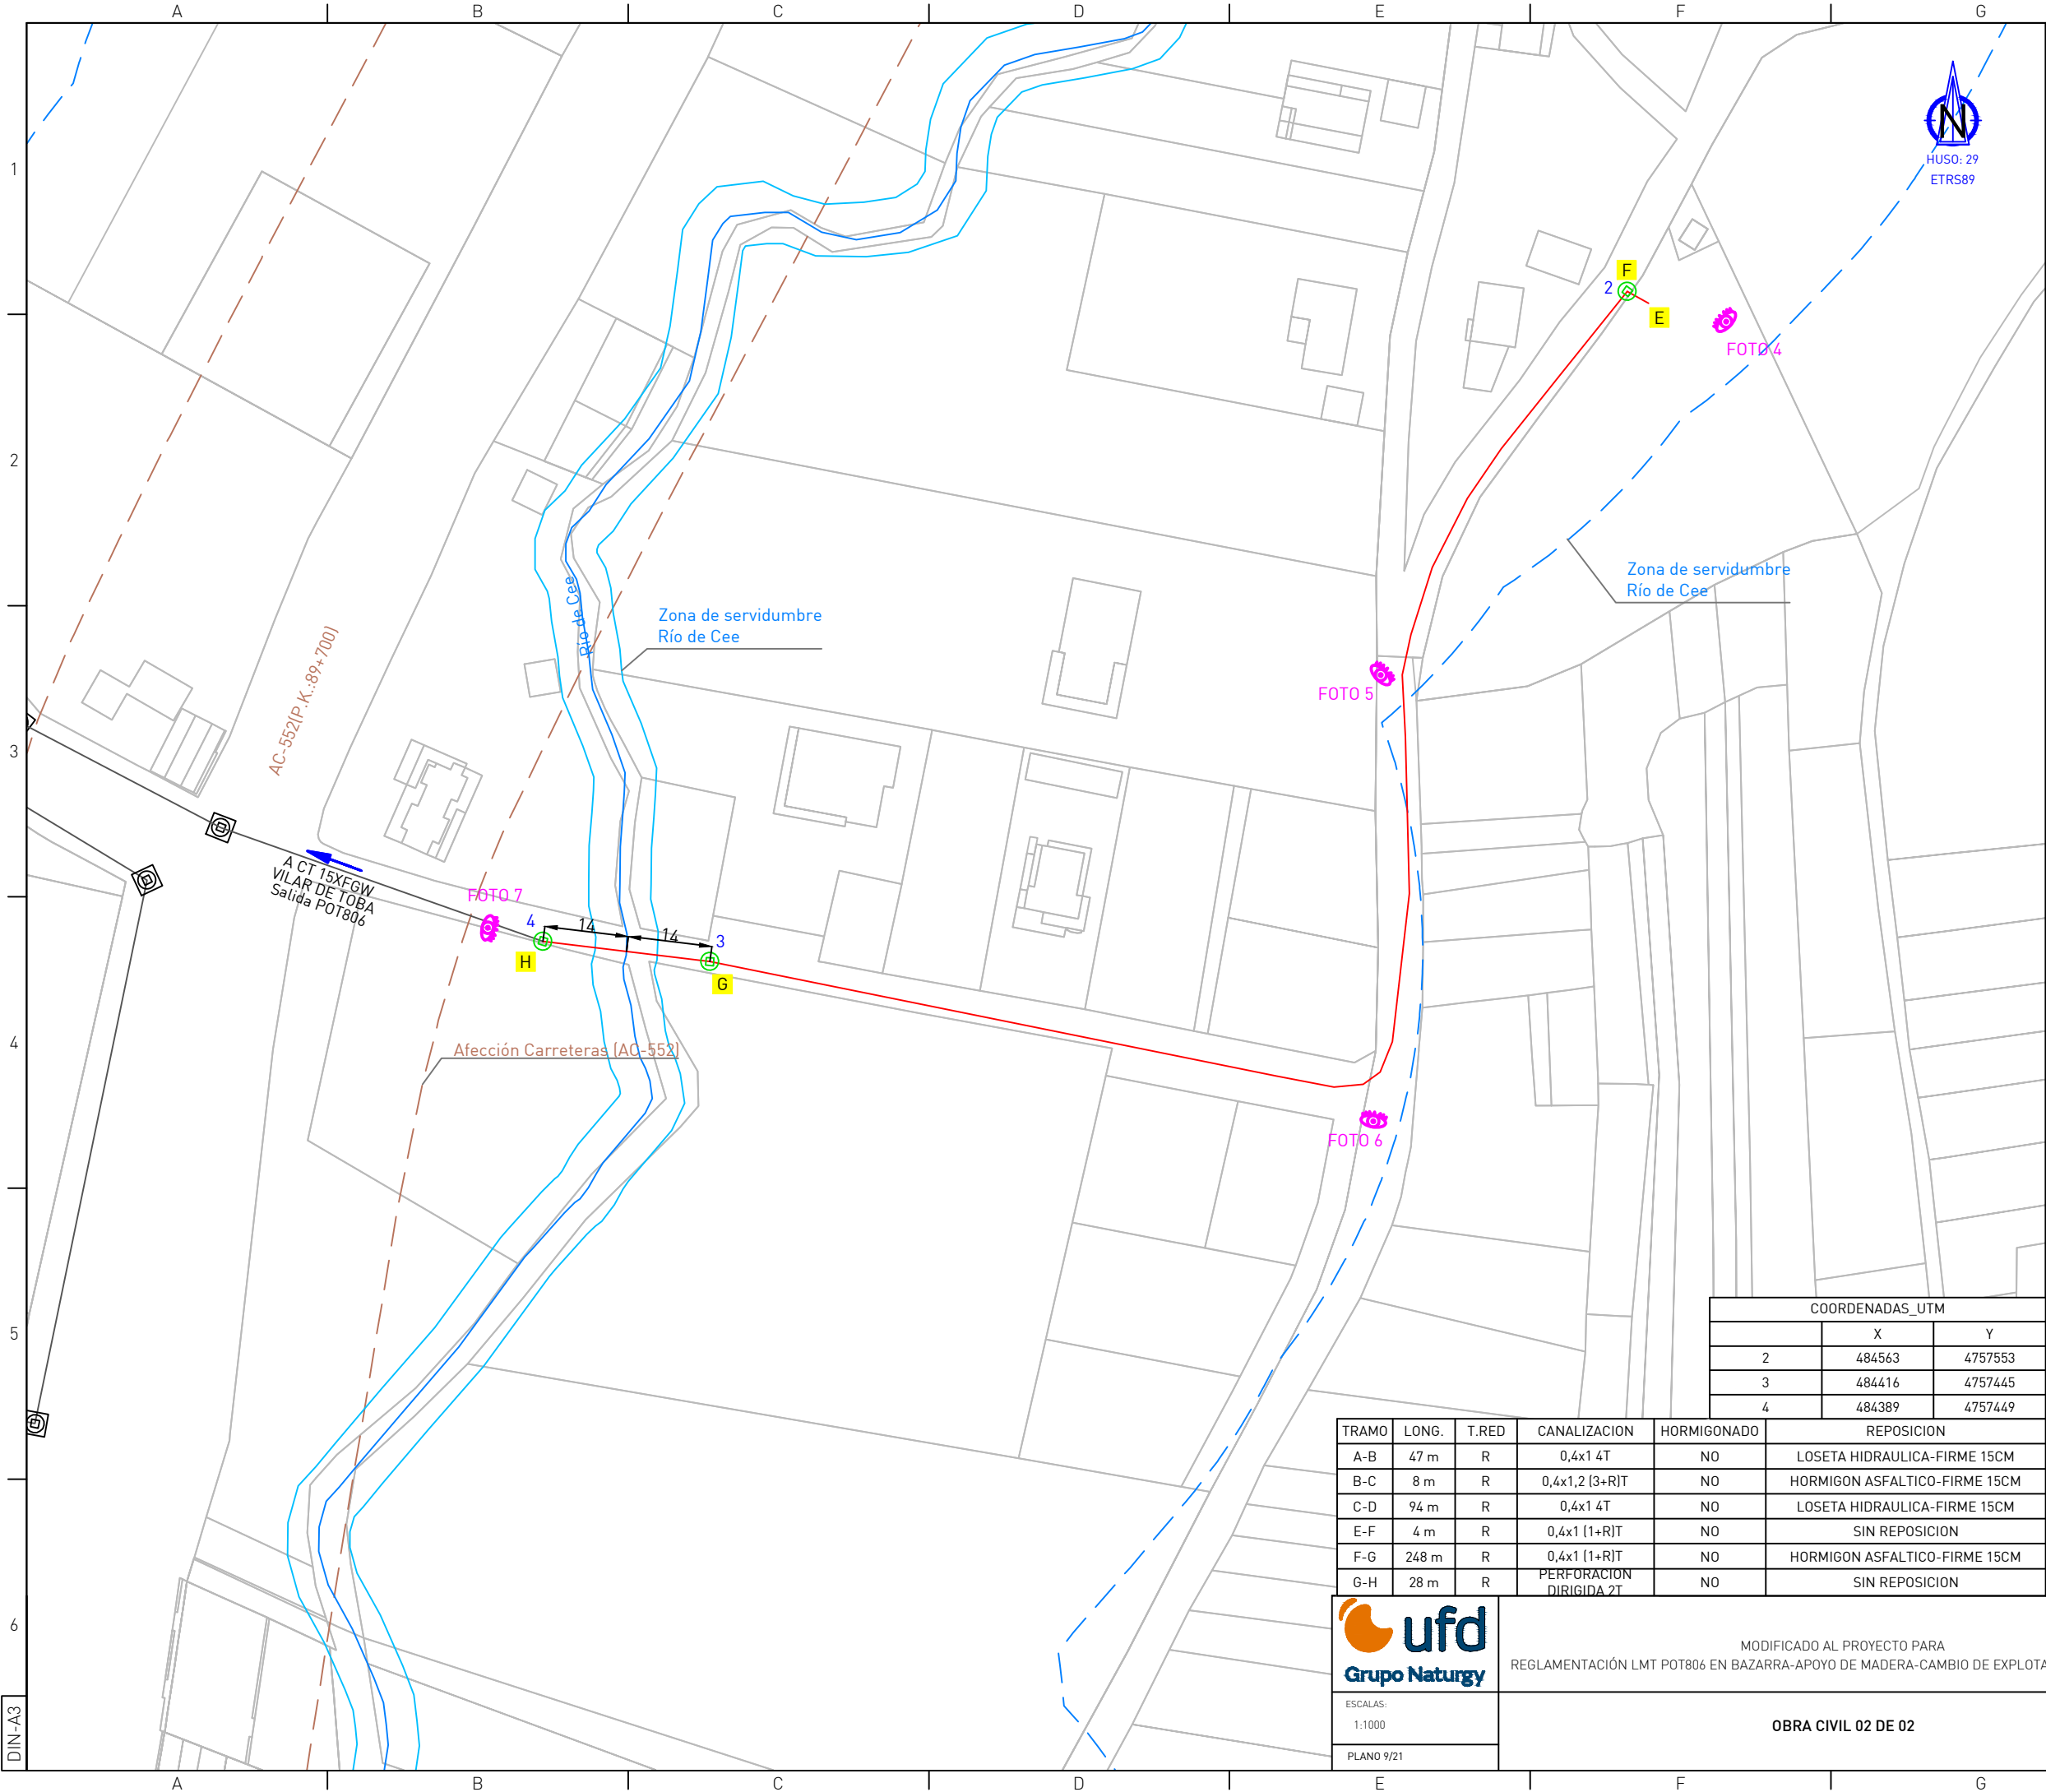 A B C D E F G
1
2
3
4
5
6
N
HUSO: 29
ETRS89
F
2
E
FOTO 4
Zona de servidumbre
Río de Cee
Río de Cee
Zona de servidumbre
Río de Cee
AC-552(P.K.:89+700)
FOTO 5
A CT 15XFGW
VILAR DE TOBA
Salida POT806
FOTO 7
4
14
14
3
H
G
Afección Carreteras (AC-552)
FOTO 6
COORDENADAS_UTM
X Y
2 484563 4757553
3 484416 4757445
4 484389 4757449
TRAMO LONG. T.RED CANALIZACION HORMIGONADO REPOSICION
A-B 47 m R 0,4x1 4T NO LOSETA HIDRAULICA-FIRME 15CM
B-C 8 m R 0,4x1,2 (3+R)T NO HORMIGON ASFALTICO-FIRME 15CM
C-D 94 m R 0,4x1 4T NO LOSETA HIDRAULICA-FIRME 15CM
E-F 4 m R 0,4x1 (1+R)T NO SIN REPOSICION
F-G 248 m R 0,4x1 (1+R)T NO HORMIGON ASFALTICO-FIRME 15CM
G-H 28 m R PERFORACION DIRIGIDA 2T NO SIN REPOSICION
ufd
Grupo Naturgy
MODIFICADO AL PROYECTO PARA
REGLAMENTACIÓN LMT POT806 EN BAZARRA-APOYO DE MADERA-CAMBIO DE EXPLOTA
ESCALAS:
1:1000
OBRA CIVIL 02 DE 02
PLANO 9/21
DIN-A3
A B C D E F G